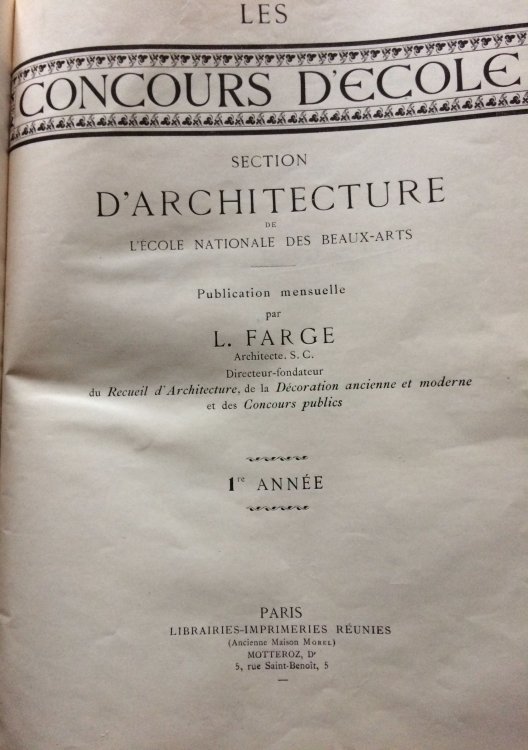 LES
CONCOURS D'ECOLE
SECTION
D'ARCHITECTURE
DE
L'ÉCOLE NATIONALE DES BEAUX-ARTS
Publication mensuelle
par
L. FARGE
Architecte. S. C.
Directeur-fondateur
du Recueil d'Architecture, de la Décoration ancienne et moderne
et des Concours publics
1re ANNÉE
PARIS
LIBRAIRIES-IMPRIMERIES RÉUNIES
(Ancienne Maison MOREL)
MOTTEROZ, Dr
5, rue Saint-Benoît, 5